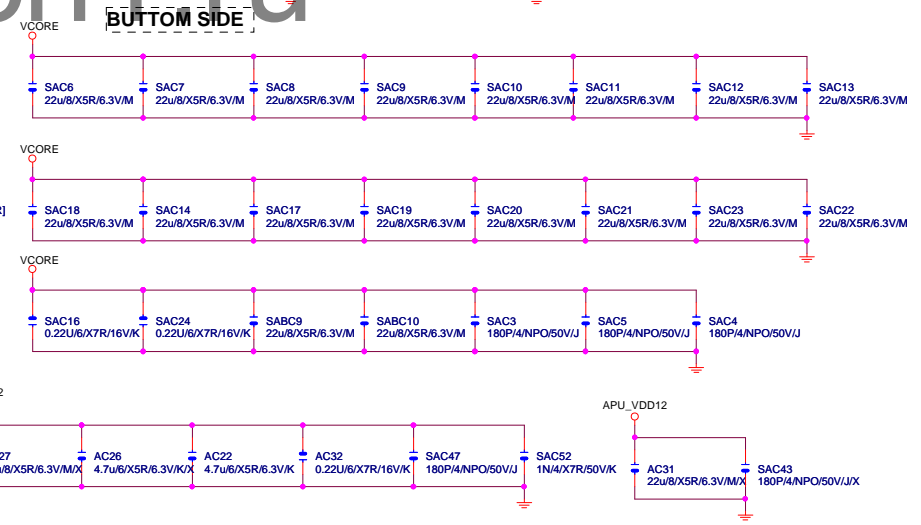 BUTTOM SIDE
VCORE
SAC6 SAC7 SAC8 SAC9 SAC10 SAC11 SAC12 SAC13
22u/8/X5R/6.3V/M 22u/8/X5R/6.3V/M 22u/8/X5R/6.3V/M 22u/8/X5R/6.3V/M 22u/8/X5R/6.3V/M 22u/8/X5R/6.3V/M 22u/8/X5R/6.3V/M 22u/8/X5R/6.3V/M
VCORE
SAC18 SAC14 SAC17 SAC19 SAC20 SAC21 SAC23 SAC22
22u/8/X5R/6.3V/M 22u/8/X5R/6.3V/M 22u/8/X5R/6.3V/M 22u/8/X5R/6.3V/M 22u/8/X5R/6.3V/M 22u/8/X5R/6.3V/M 22u/8/X5R/6.3V/M 22u/8/X5R/6.3V/M
VCORE
SAC16 SAC24 SABC9 SABC10 SAC3 SAC5 SAC4
0.22U/6/X7R/16V/K 0.22U/6/X7R/16V/K 22u/8/X5R/6.3V/M 22u/8/X5R/6.3V/M 180P/4/NPO/50V/J 180P/4/NPO/50V/J 180P/4/NPO/50V/J
APU_VDD12
27 AC26 AC22 AC32 SAC47 SAC52
/8/X5R/6.3V/M/X 4.7u/6/X5R/6.3V/K/X 4.7u/6/X5R/6.3V/K 0.22U/6/X7R/16V/K 180P/4/NPO/50V/J 1N/4/X7R/50V/K
AC31 SAC43
22u/8/X5R/6.3V/M/X 180P/4/NPO/50V/J/X